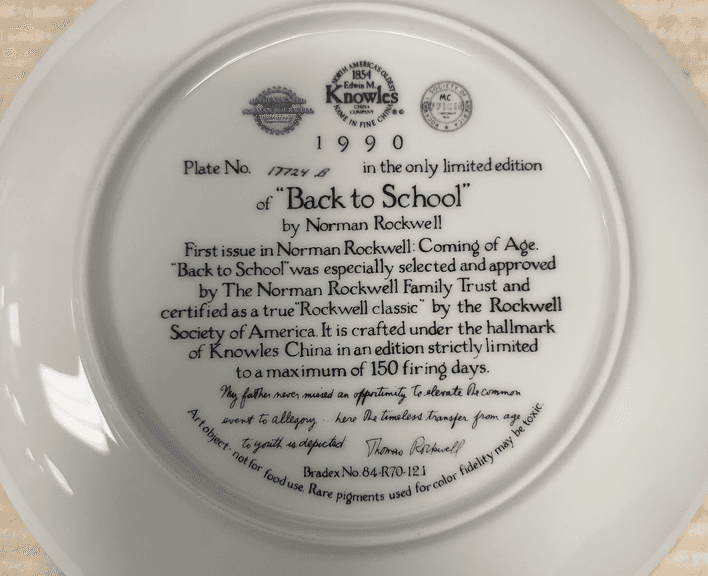 NORTH AMERICA'S OLDEST
1854
Edwin M.
Knowles
CHINA
COMPANY
NAME IN FINE CHINA
SOCIETY OF
MC
1990
Plate No. 17724 B in the only limited edition
of "Back to School"
by Norman Rockwell
First issue in Norman Rockwell: Coming of Age.
"Back to School" was especially selected and approved
by The Norman Rockwell Family Trust and
certified as a true "Rockwell classic" by the Rockwell
Society of America. It is crafted under the hallmark
of Knowles China in an edition strictly limited
to a maximum of 150 firing days.
My father never missed an opportunity to elevate the common
event to allegory... here the timeless transfer from age
to youth is depicted Thomas Rockwell
Bradex No. 84-R70-12.1
Art object - not for food use. Rare pigments used for color fidelity may be toxic.